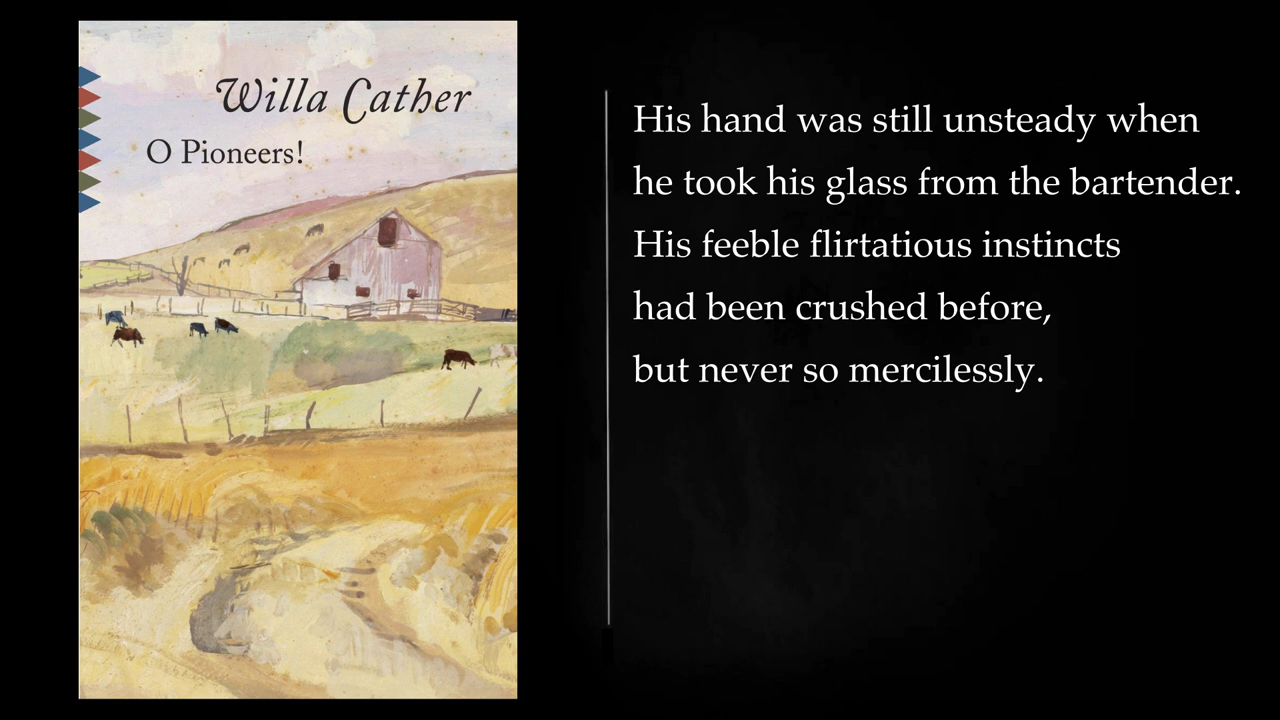 Willa Cather
O Pioneers!
His hand was still unsteady when
he took his glass from the bartender.
His feeble flirtatious instincts
had been crushed before,
but never so mercilessly.